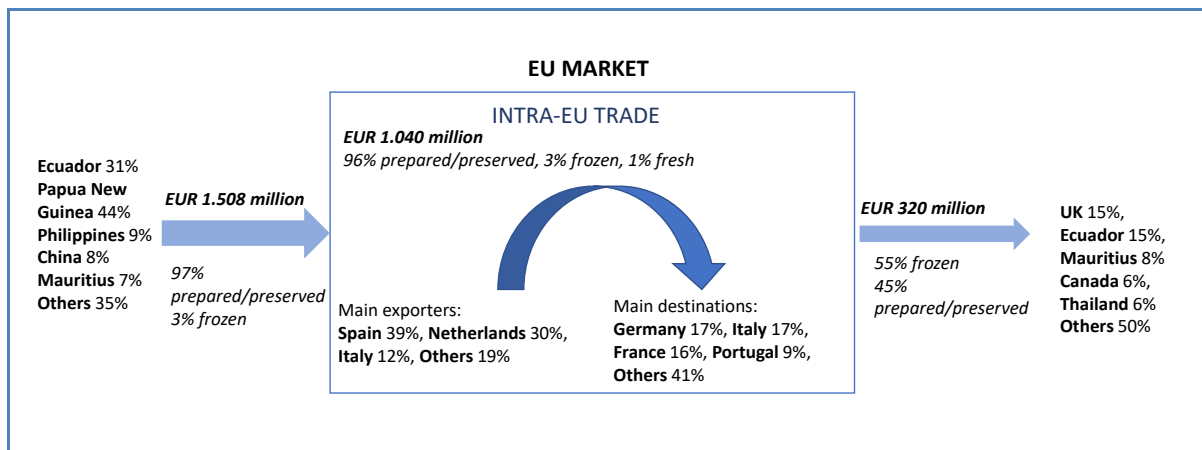 EU MARKET
INTRA-EU TRADE
EUR 1.040 million
96% prepared/preserved, 3% frozen, 1% fresh
Ecuador 31%
Papua New
Guinea 44%
Philippines 9%
China 8%
Mauritius 7%
Others 35%
EUR 1.508 million
97%
prepared/preserved
3% frozen
Main exporters:
Spain 39%, Netherlands 30%,
Italy 12%, Others 19%
Main destinations:
Germany 17%, Italy 17%,
France 16%, Portugal 9%,
Others 41%
EUR 320 million
55% frozen
45%
prepared/preserved
UK 15%,
Ecuador 15%,
Mauritius 8%
Canada 6%,
Thailand 6%
Others 50%